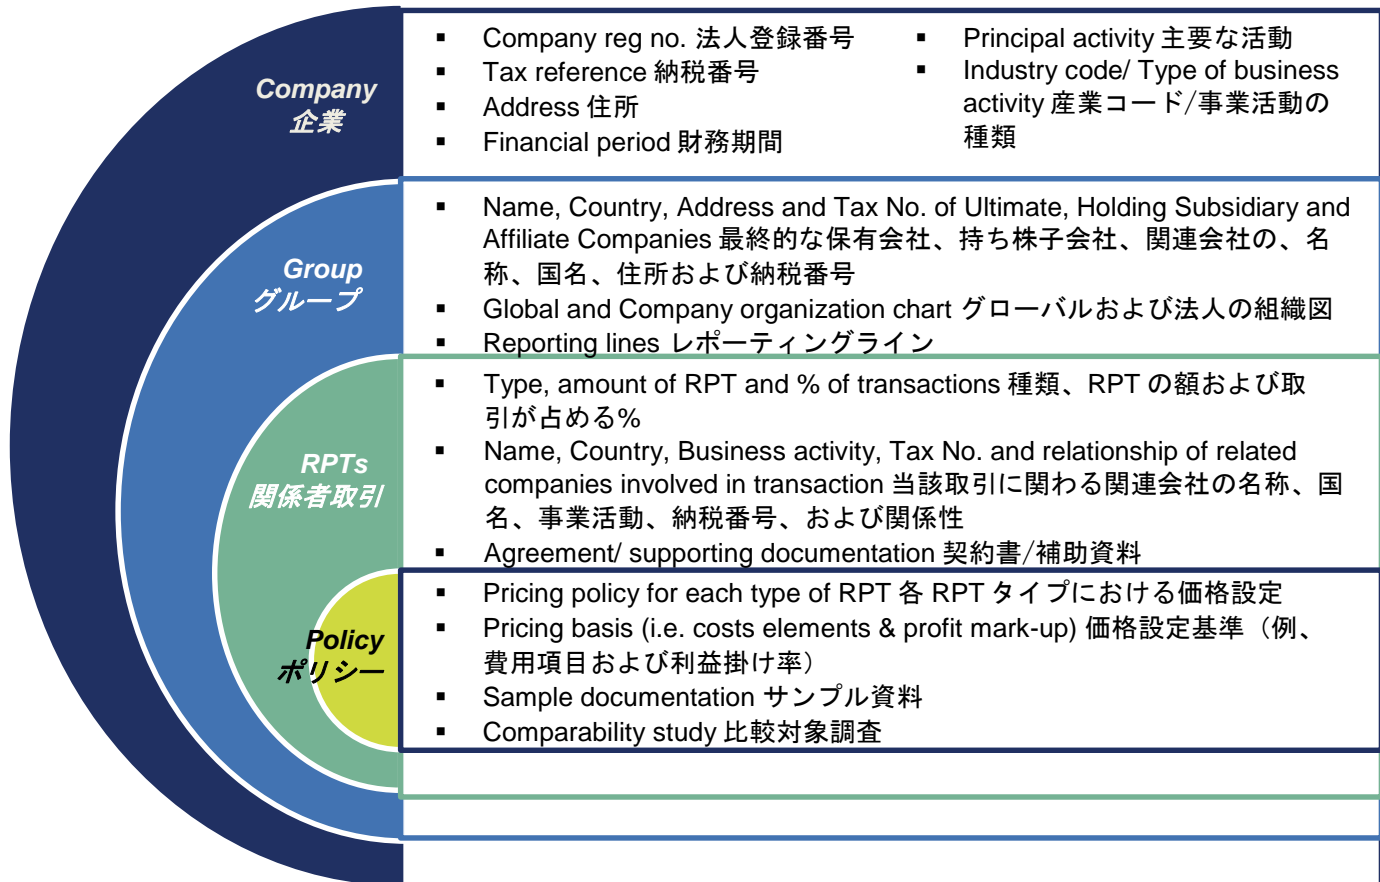 Company
企業
▪ Company reg no. 法人登録番号
▪ Tax reference 納税番号
▪ Address 住所
▪ Financial period 財務期間
▪ Principal activity 主要な活動
▪ Industry code/ Type of business
activity 産業コード/事業活動の
種類
Group
グループ
▪ Name, Country, Address and Tax No. of Ultimate, Holding Subsidiary and
Affiliate Companies 最終的な保有会社、持ち株子会社、関連会社の、名
称、国名、住所および納税番号
▪ Global and Company organization chart グローバルおよび法人の組織図
▪ Reporting lines レポーティングライン
RPTs
関係者取引
▪ Type, amount of RPT and % of transactions 種類、RPT の額および取
引が占める%
▪ Name, Country, Business activity, Tax No. and relationship of related
companies involved in transaction 当該取引に関わる関連会社の名称、国
名、事業活動、納税番号、および関係性
▪ Agreement/ supporting documentation 契約書/補助資料
Policy
ポリシー
▪ Pricing policy for each type of RPT 各 RPT タイプにおける価格設定
▪ Pricing basis (i.e. costs elements & profit mark-up) 価格設定基準（例、
費用項目および利益掛け率）
▪ Sample documentation サンプル資料
▪ Comparability study 比較対象調査